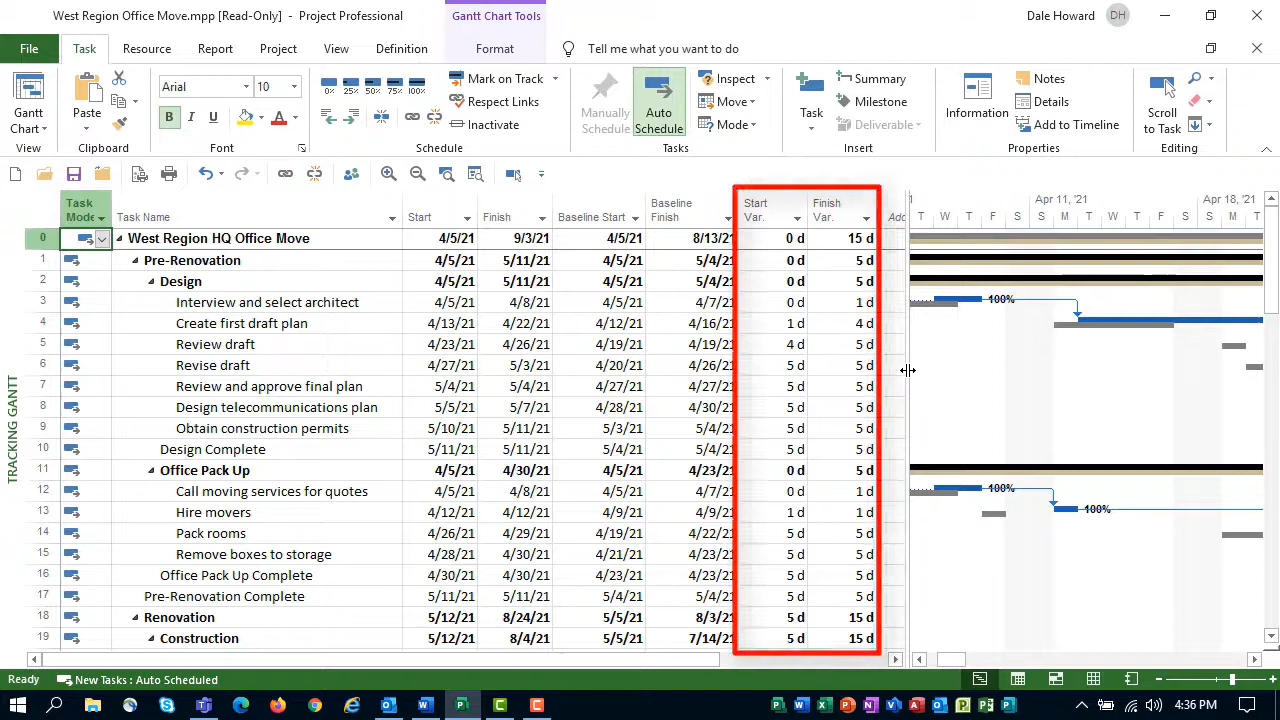 West Region Office Move.mpp [Read-Only] - Project Professional
Gantt Chart Tools
Dale Howard DH
File Task Resource Report Project View Definition Format Tell me what you want to do
Gantt Chart
View
Paste
Clipboard
Arial 10
B I U A
Font
0% 25% 50% 75% 100%
Mark on Track
Respect Links
Inactivate
Schedule
Manually Schedule
Auto Schedule
Inspect
Move
Mode
Tasks
Task
Summary
Milestone
Deliverable
Insert
Information
Notes
Details
Add to Timeline
Properties
Scroll to Task
Editing
Task Mode Task Name Start Finish Baseline Start Baseline Finish Start Var. Finish Var. Apr 11, '21 Apr 18, '21
T W T F S S M T W T F S S M T
0 West Region HQ Office Move 4/5/21 9/3/21 4/5/21 8/13/21 0 d 15 d
1 Pre-Renovation 4/5/21 5/11/21 4/5/21 5/4/21 0 d 5 d
2 Design 4/5/21 5/11/21 4/5/21 5/4/21 0 d 5 d
3 Interview and select architect 4/5/21 4/8/21 4/5/21 4/7/21 0 d 1 d 100%
4 Create first draft plan 4/13/21 4/22/21 4/12/21 4/16/21 1 d 4 d
5 Review draft 4/23/21 4/26/21 4/19/21 4/19/21 4 d 5 d
6 Revise draft 4/27/21 5/3/21 4/20/21 4/26/21 5 d 5 d
7 Review and approve final plan 5/4/21 5/4/21 4/27/21 4/27/21 5 d 5 d
8 Design telecommunications plan 5/5/21 5/7/21 4/28/21 4/30/21 5 d 5 d
9 Obtain construction permits 5/10/21 5/11/21 5/3/21 5/4/21 5 d 5 d
10 Design Complete 5/11/21 5/11/21 5/4/21 5/4/21 5 d 5 d
11 Office Pack Up 4/5/21 4/30/21 4/5/21 4/23/21 0 d 5 d
12 Call moving services for quotes 4/5/21 4/8/21 4/5/21 4/7/21 0 d 1 d 100%
13 Hire movers 4/12/21 4/12/21 4/9/21 4/9/21 1 d 1 d 100%
14 Pack rooms 4/26/21 4/29/21 4/19/21 4/22/21 5 d 5 d
15 Remove boxes to storage 4/28/21 4/30/21 4/21/21 4/23/21 5 d 5 d
16 Office Pack Up Complete 4/30/21 4/30/21 4/23/21 4/23/21 5 d 5 d
17 Pre-Renovation Complete 5/11/21 5/11/21 5/4/21 5/4/21 5 d 5 d
18 Renovation 5/12/21 8/24/21 5/5/21 8/3/21 5 d 15 d
19 Construction 5/12/21 8/4/21 5/5/21 7/14/21 5 d 15 d
TRACKING GANTT
Ready New Tasks : Auto Scheduled
4:36 PM